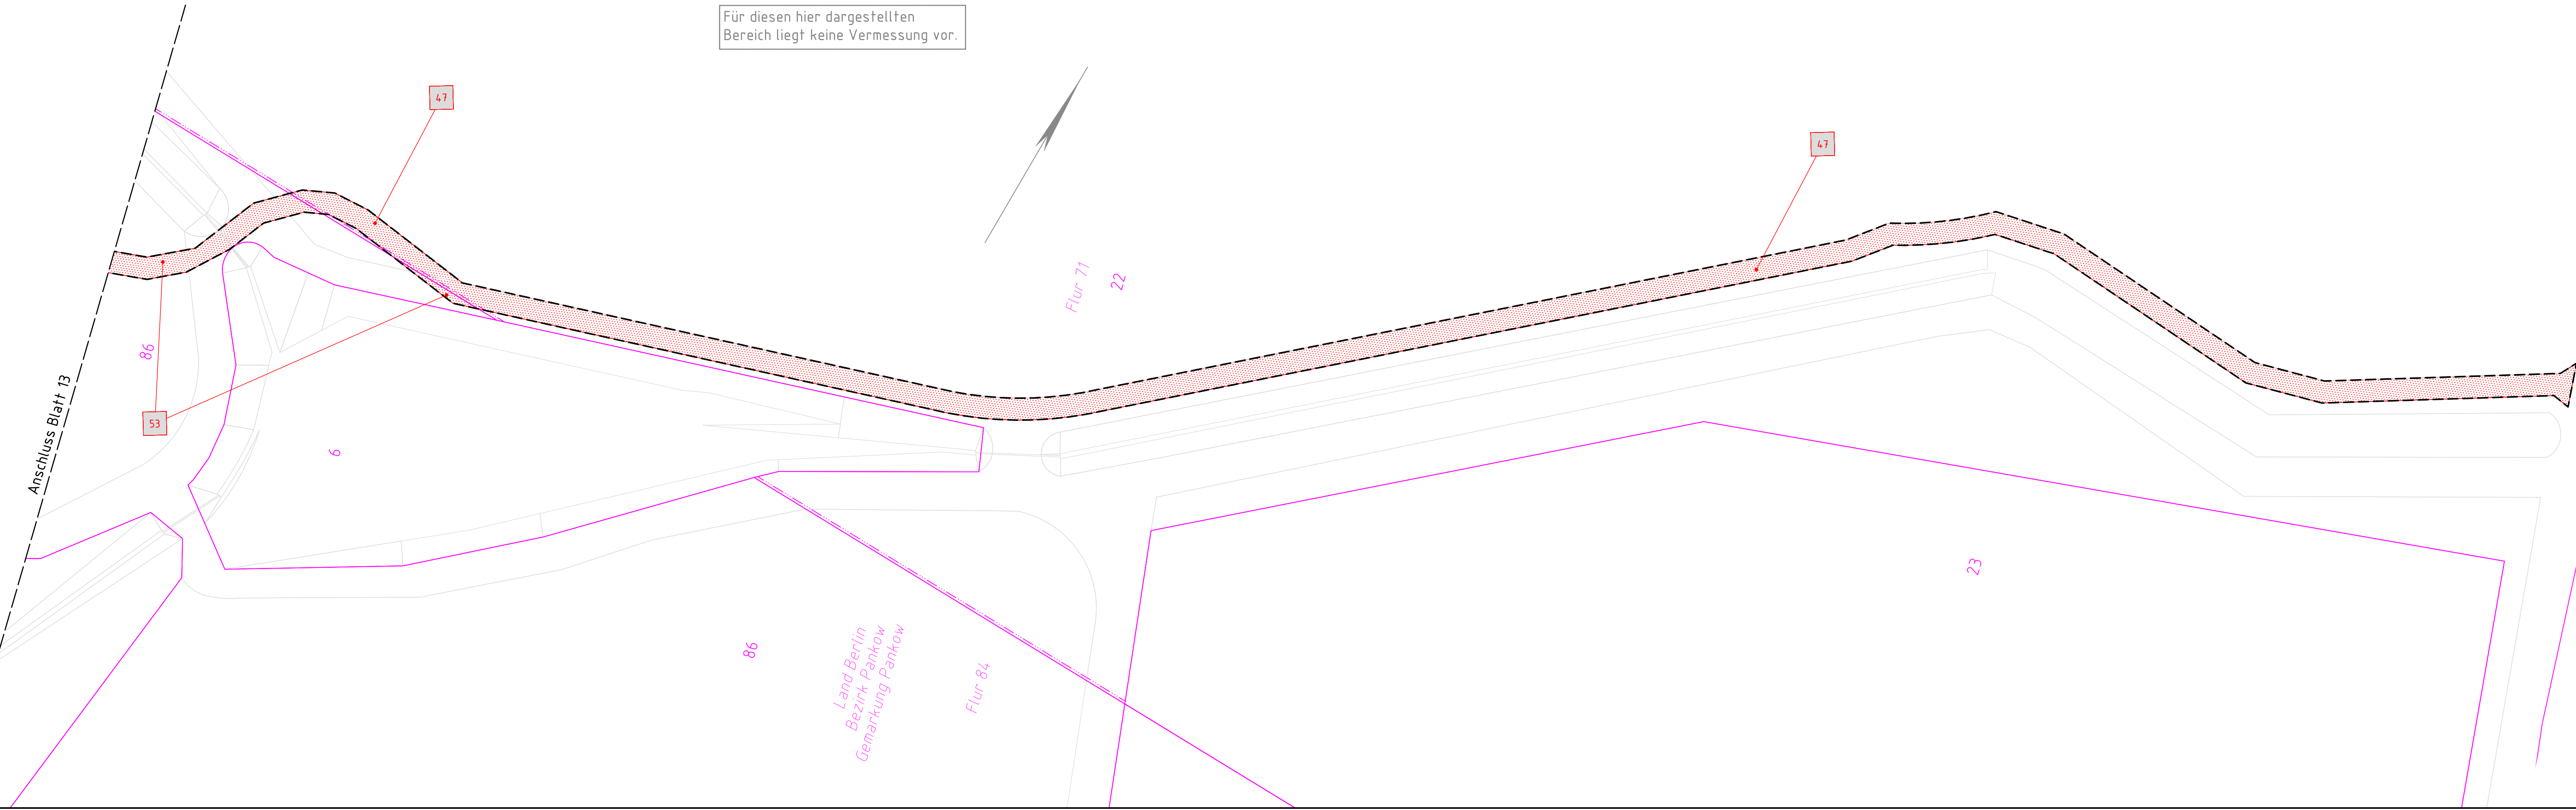 Für diesen hier dargestellten
Bereich liegt keine Vermessung vor.
47
47
Flur 71
22
86
Anschluss Blatt 13
53
6
23
86
Land Berlin
Bezirk Pankow
Gemarkung Pankow
Flur 84